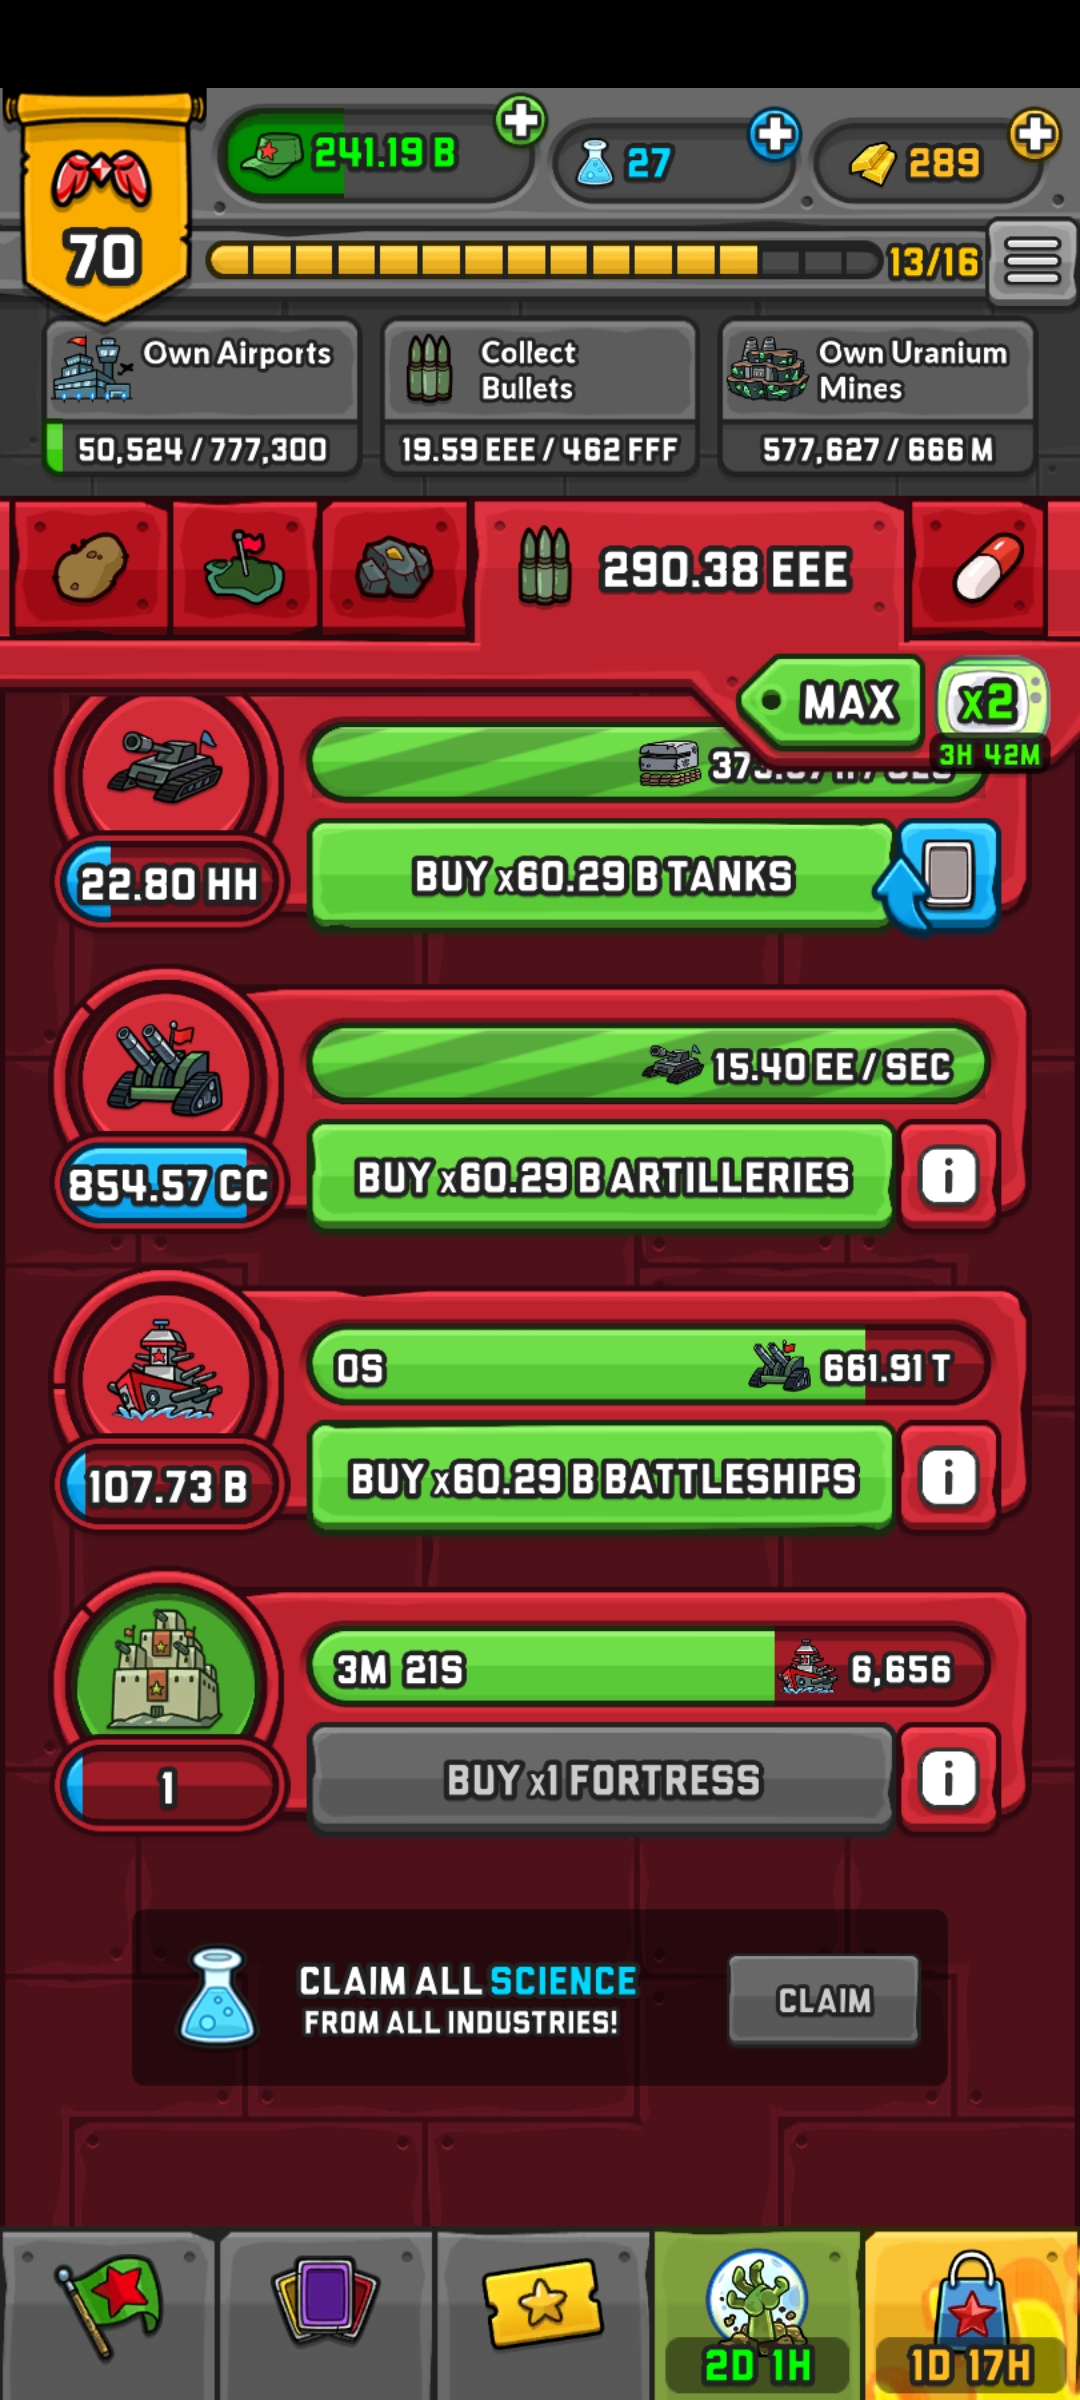 241.19 B
27
289
70
13/16
Own Airports
50,524 / 777,300
Collect
Bullets
19.59 EEE / 462 FFF
Own Uranium
Mines
577,627 / 666 M
290.38 EEE
MAX
x2
3H 42M
22.80 HH
BUY x60.29 B TANKS
15.40 EE / SEC
854.57 CC
BUY x60.29 B ARTILLERIES
i
0S
661.91 T
107.73 B
BUY x60.29 B BATTLESHIPS
i
3M 21S
6,656
1
BUY x1 FORTRESS
i
CLAIM ALL SCIENCE
FROM ALL INDUSTRIES!
CLAIM
2D 1H
1D 17H